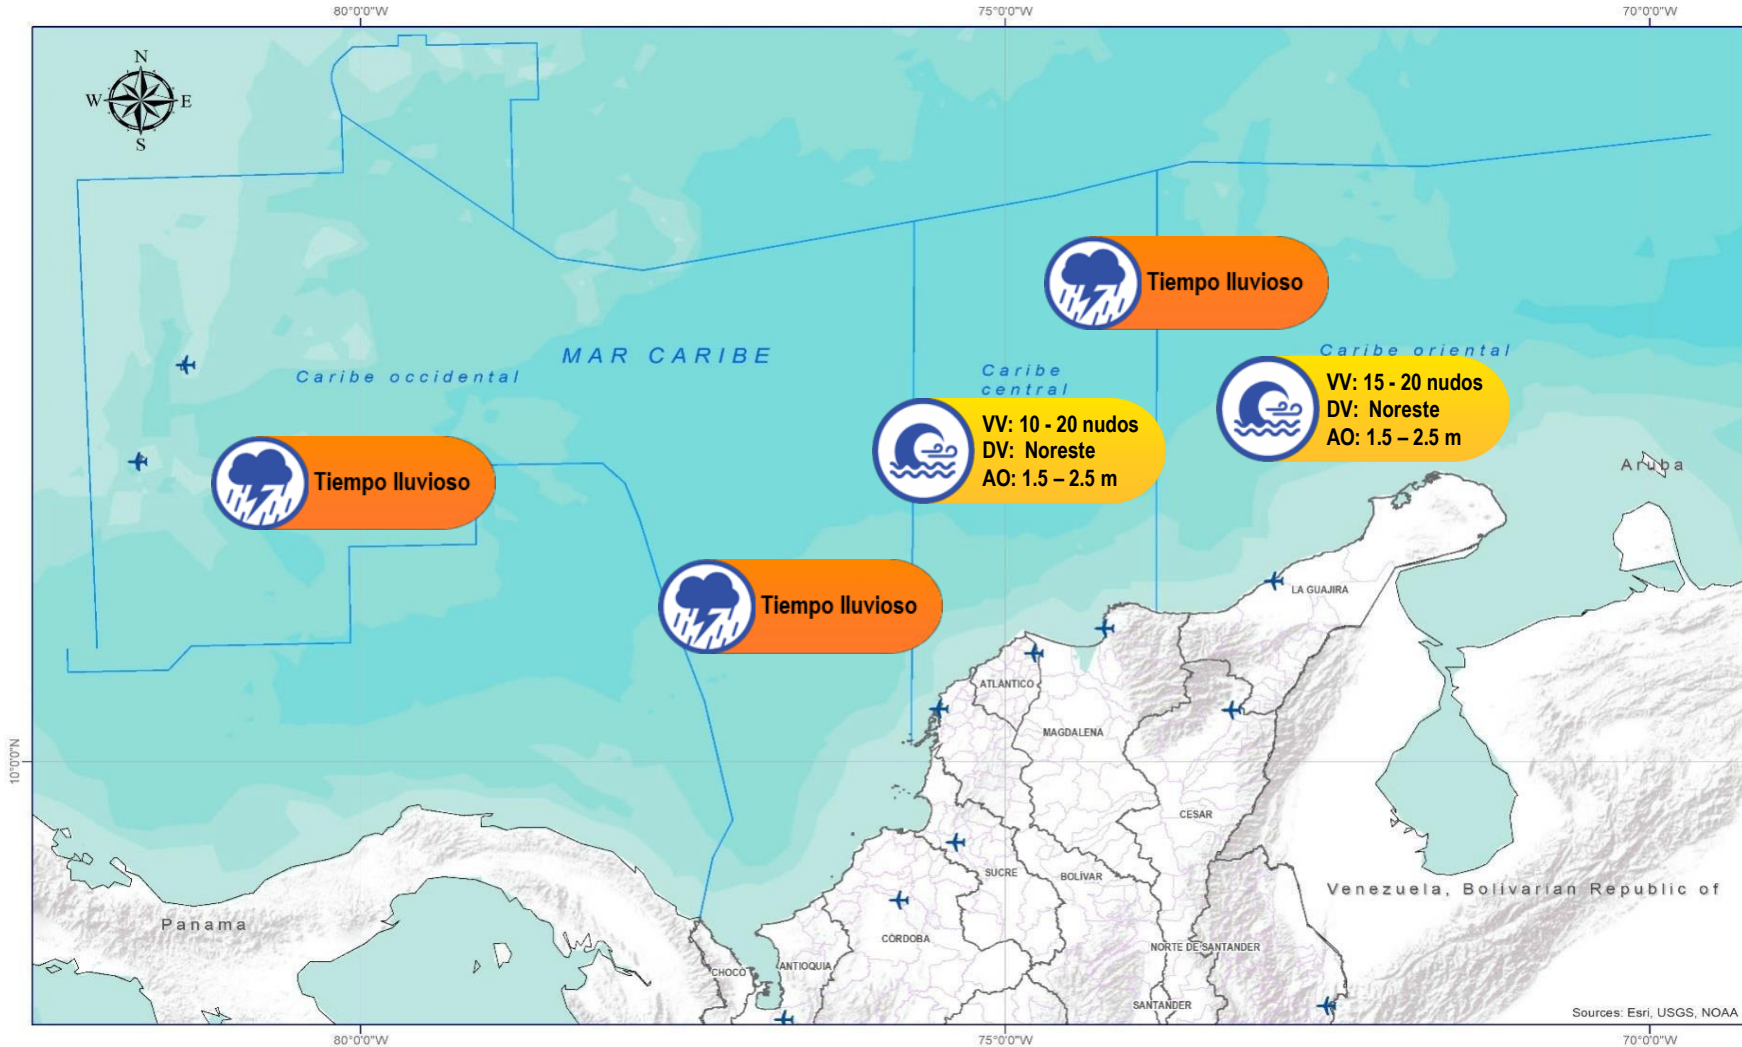 80°0'0"W
75°0'0"W
70°0'0"W
N
W
E
S
Tiempo lluvioso
MAR CARIBE
Caribe occidental
Caribe
central
Caribe oriental
VV: 15 - 20 nudos
DV: Noreste
AO: 1.5 – 2.5 m
VV: 10 - 20 nudos
DV: Noreste
AO: 1.5 – 2.5 m
Aruba
Tiempo lluvioso
Tiempo lluvioso
LA GUAJIRA
ATLÁNTICO
MAGDALENA
10°0'0"N
CESAR
SUCRE
BOLÍVAR
Venezuela, Bolivarian Republic of
Panama
CÓRDOBA
NORTE DE SANTANDER
CHOCÓ
ANTIOQUIA
SANTANDER
Sources: Esri, USGS, NOAA
80°0'0"W
75°0'0"W
70°0'0"W